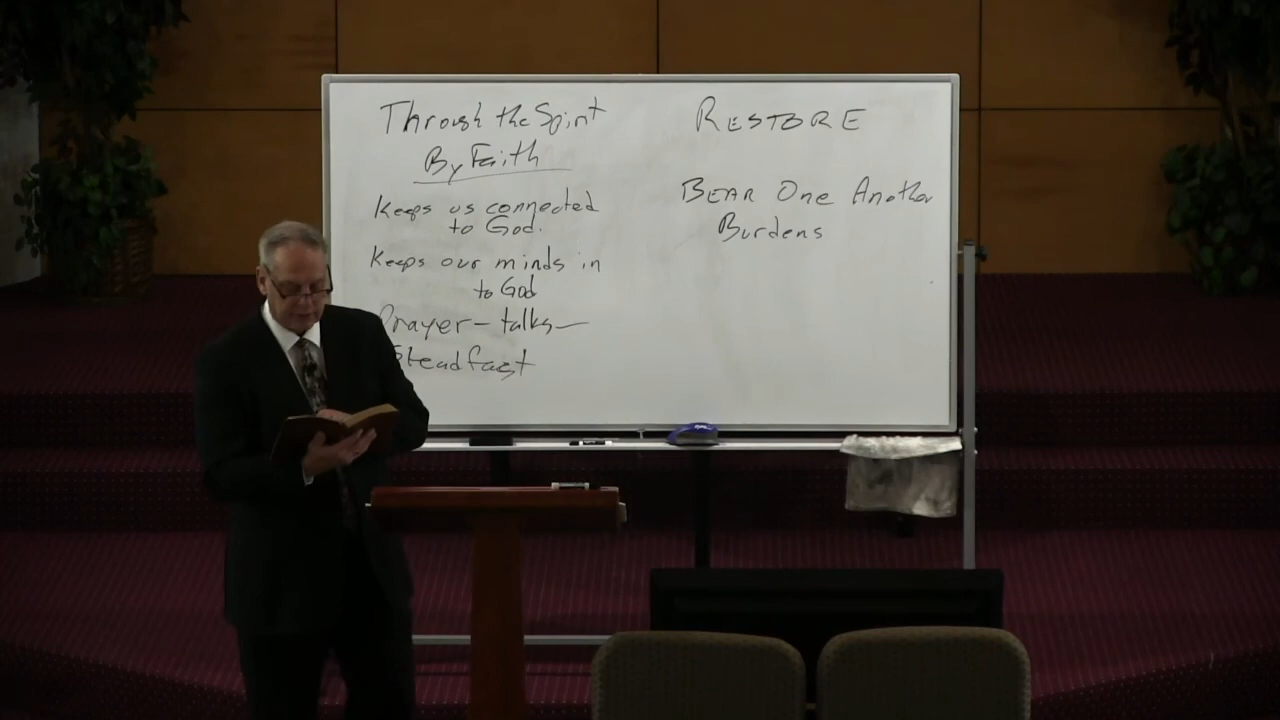 Through the Spirit
By Faith
Keeps us connected
to God.
Keeps our minds in
to God
Prayer - talks -
Steadfast
RESTORE
BEAR One Another
Burdens